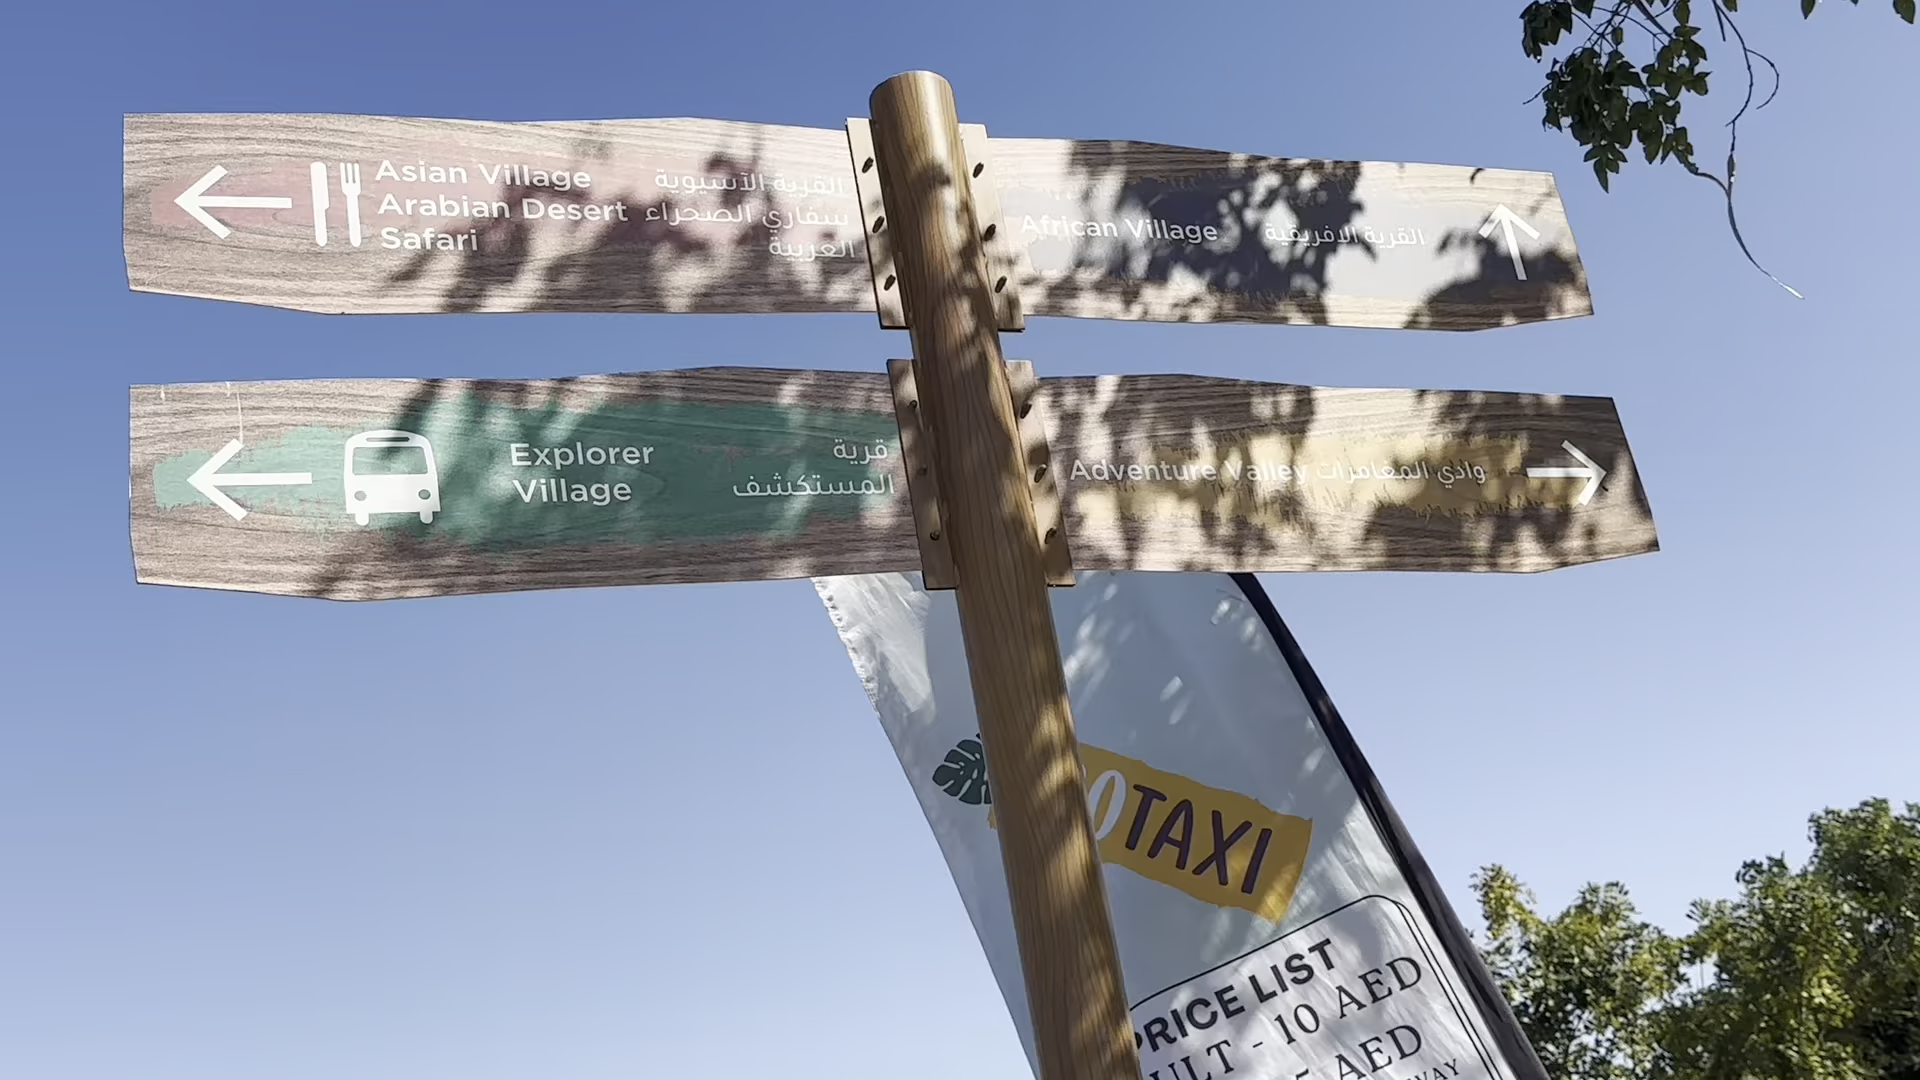 Asian Village
Arabian Desert
Safari
القرية الآسيوية
سفاري الصحراء
العربية
African Village
القرية الافريقية
Explorer
Village
قرية
المستكشف
Adventure Valley
وادي المغامرات
TAXI
PRICE LIST
10 AED
AED